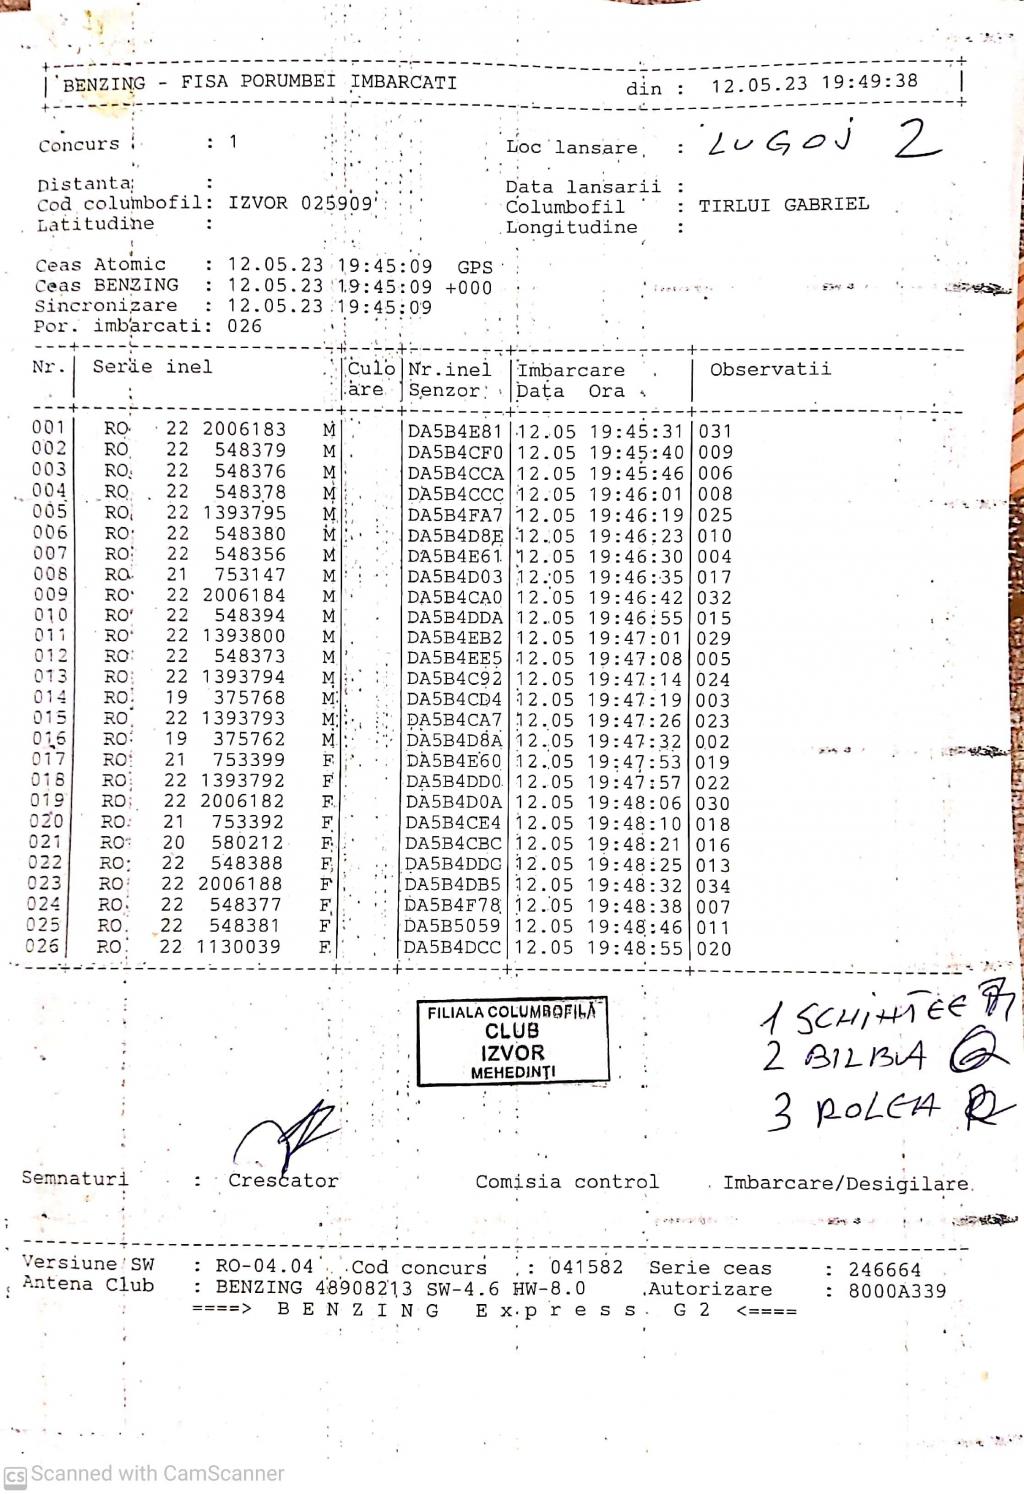 BENZING - FISA PORUMBEI IMBARCATI din : 12.05.23 19:49:38
Concurs : 1 Loc lansare : LUGOJ 2
Distanta : Data lansarii :
Cod columbofil: IZVOR 025909 Columbofil : TIRLUI GABRIEL
Latitudine : Longitudine :
Ceas Atomic : 12.05.23 19:45:09 GPS
Ceas BENZING : 12.05.23 19:45:09 +000
Sincronizare : 12.05.23 19:45:09
Por. imbarcati: 026
Nr. Serie inel Culo Nr.inel Imbarcare Observatii
are Senzor Data Ora
001 RO 22 2006183 M DA5B4E81 12.05 19:45:31 031
002 RO 22 548379 M DA5B4CF0 12.05 19:45:40 009
003 RO 22 548376 M DA5B4CCA 12.05 19:45:46 006
004 RO 22 548378 M DA5B4CCC 12.05 19:46:01 008
005 RO 22 1393795 M DA5B4FA7 12.05 19:46:19 025
006 RO 22 548380 M DA5B4D8E 12.05 19:46:23 010
007 RO 22 548356 M DA5B4E61 12.05 19:46:30 004
008 RO 21 753147 M DA5B4D03 12.05 19:46:35 017
009 RO 22 2006184 M DA5B4CA0 12.05 19:46:42 032
010 RO 22 548394 M DA5B4DDA 12.05 19:46:55 015
011 RO 22 1393800 M DA5B4EB2 12.05 19:47:01 029
012 RO 22 548373 M DA5B4EE5 12.05 19:47:08 005
013 RO 22 1393794 M DA5B4C92 12.05 19:47:14 024
014 RO 19 375768 M DA5B4CD4 12.05 19:47:19 003
015 RO 22 1393793 M DA5B4CA7 12.05 19:47:26 023
016 RO 19 375762 M DA5B4D8A 12.05 19:47:32 002
017 RO 21 753399 F DA5B4E60 12.05 19:47:53 019
018 RO 22 1393792 F DA5B4DD0 12.05 19:47:57 022
019 RO 22 2006182 F DA5B4D0A 12.05 19:48:06 030
020 RO 21 753392 F DA5B4CE4 12.05 19:48:10 018
021 RO 20 580212 F DA5B4CBC 12.05 19:48:21 016
022 RO 22 548388 F DA5B4DDC 12.05 19:48:25 013
023 RO 22 2006188 F DA5B4DB5 12.05 19:48:32 034
024 RO 22 548377 F DA5B4F78 12.05 19:48:38 007
025 RO 22 548381 F DA5B5059 12.05 19:48:46 011
026 RO 22 1130039 F DA5B4DCC 12.05 19:48:55 020
FILIALA COLUMBOFILĂ
CLUB
IZVOR
MEHEDINȚI
1 SCHINTEE
2 BILBIA
3 ROLEA
Semnaturi : Crescator Comisia control Imbarcare/Desigilare
Versiune SW : RO-04.04 Cod concurs : 041582 Serie ceas : 246664
Antena Club : BENZING 48908213 SW-4.6 HW-8.0 Autorizare : 8000A339
====> B E N Z I N G E x p r e s s G 2 <====
CS Scanned with CamScanner